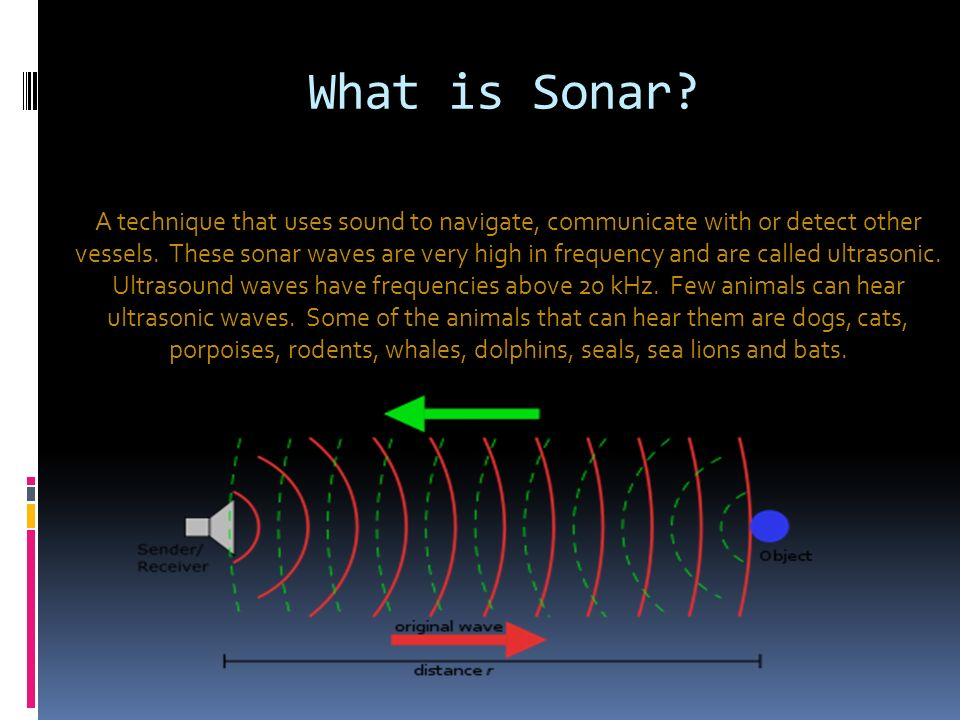 What is Sonar?
A technique that uses sound to navigate, communicate with or detect other
vessels.  These sonar waves are very high in frequency and are called ultrasonic.
Ultrasound waves have frequencies above 20 kHz.  Few animals can hear
ultrasonic waves.  Some of the animals that can hear them are dogs, cats,
porpoises, rodents, whales, dolphins, seals, sea lions and bats.
Sender/
Receiver
Object
original wave
distance r